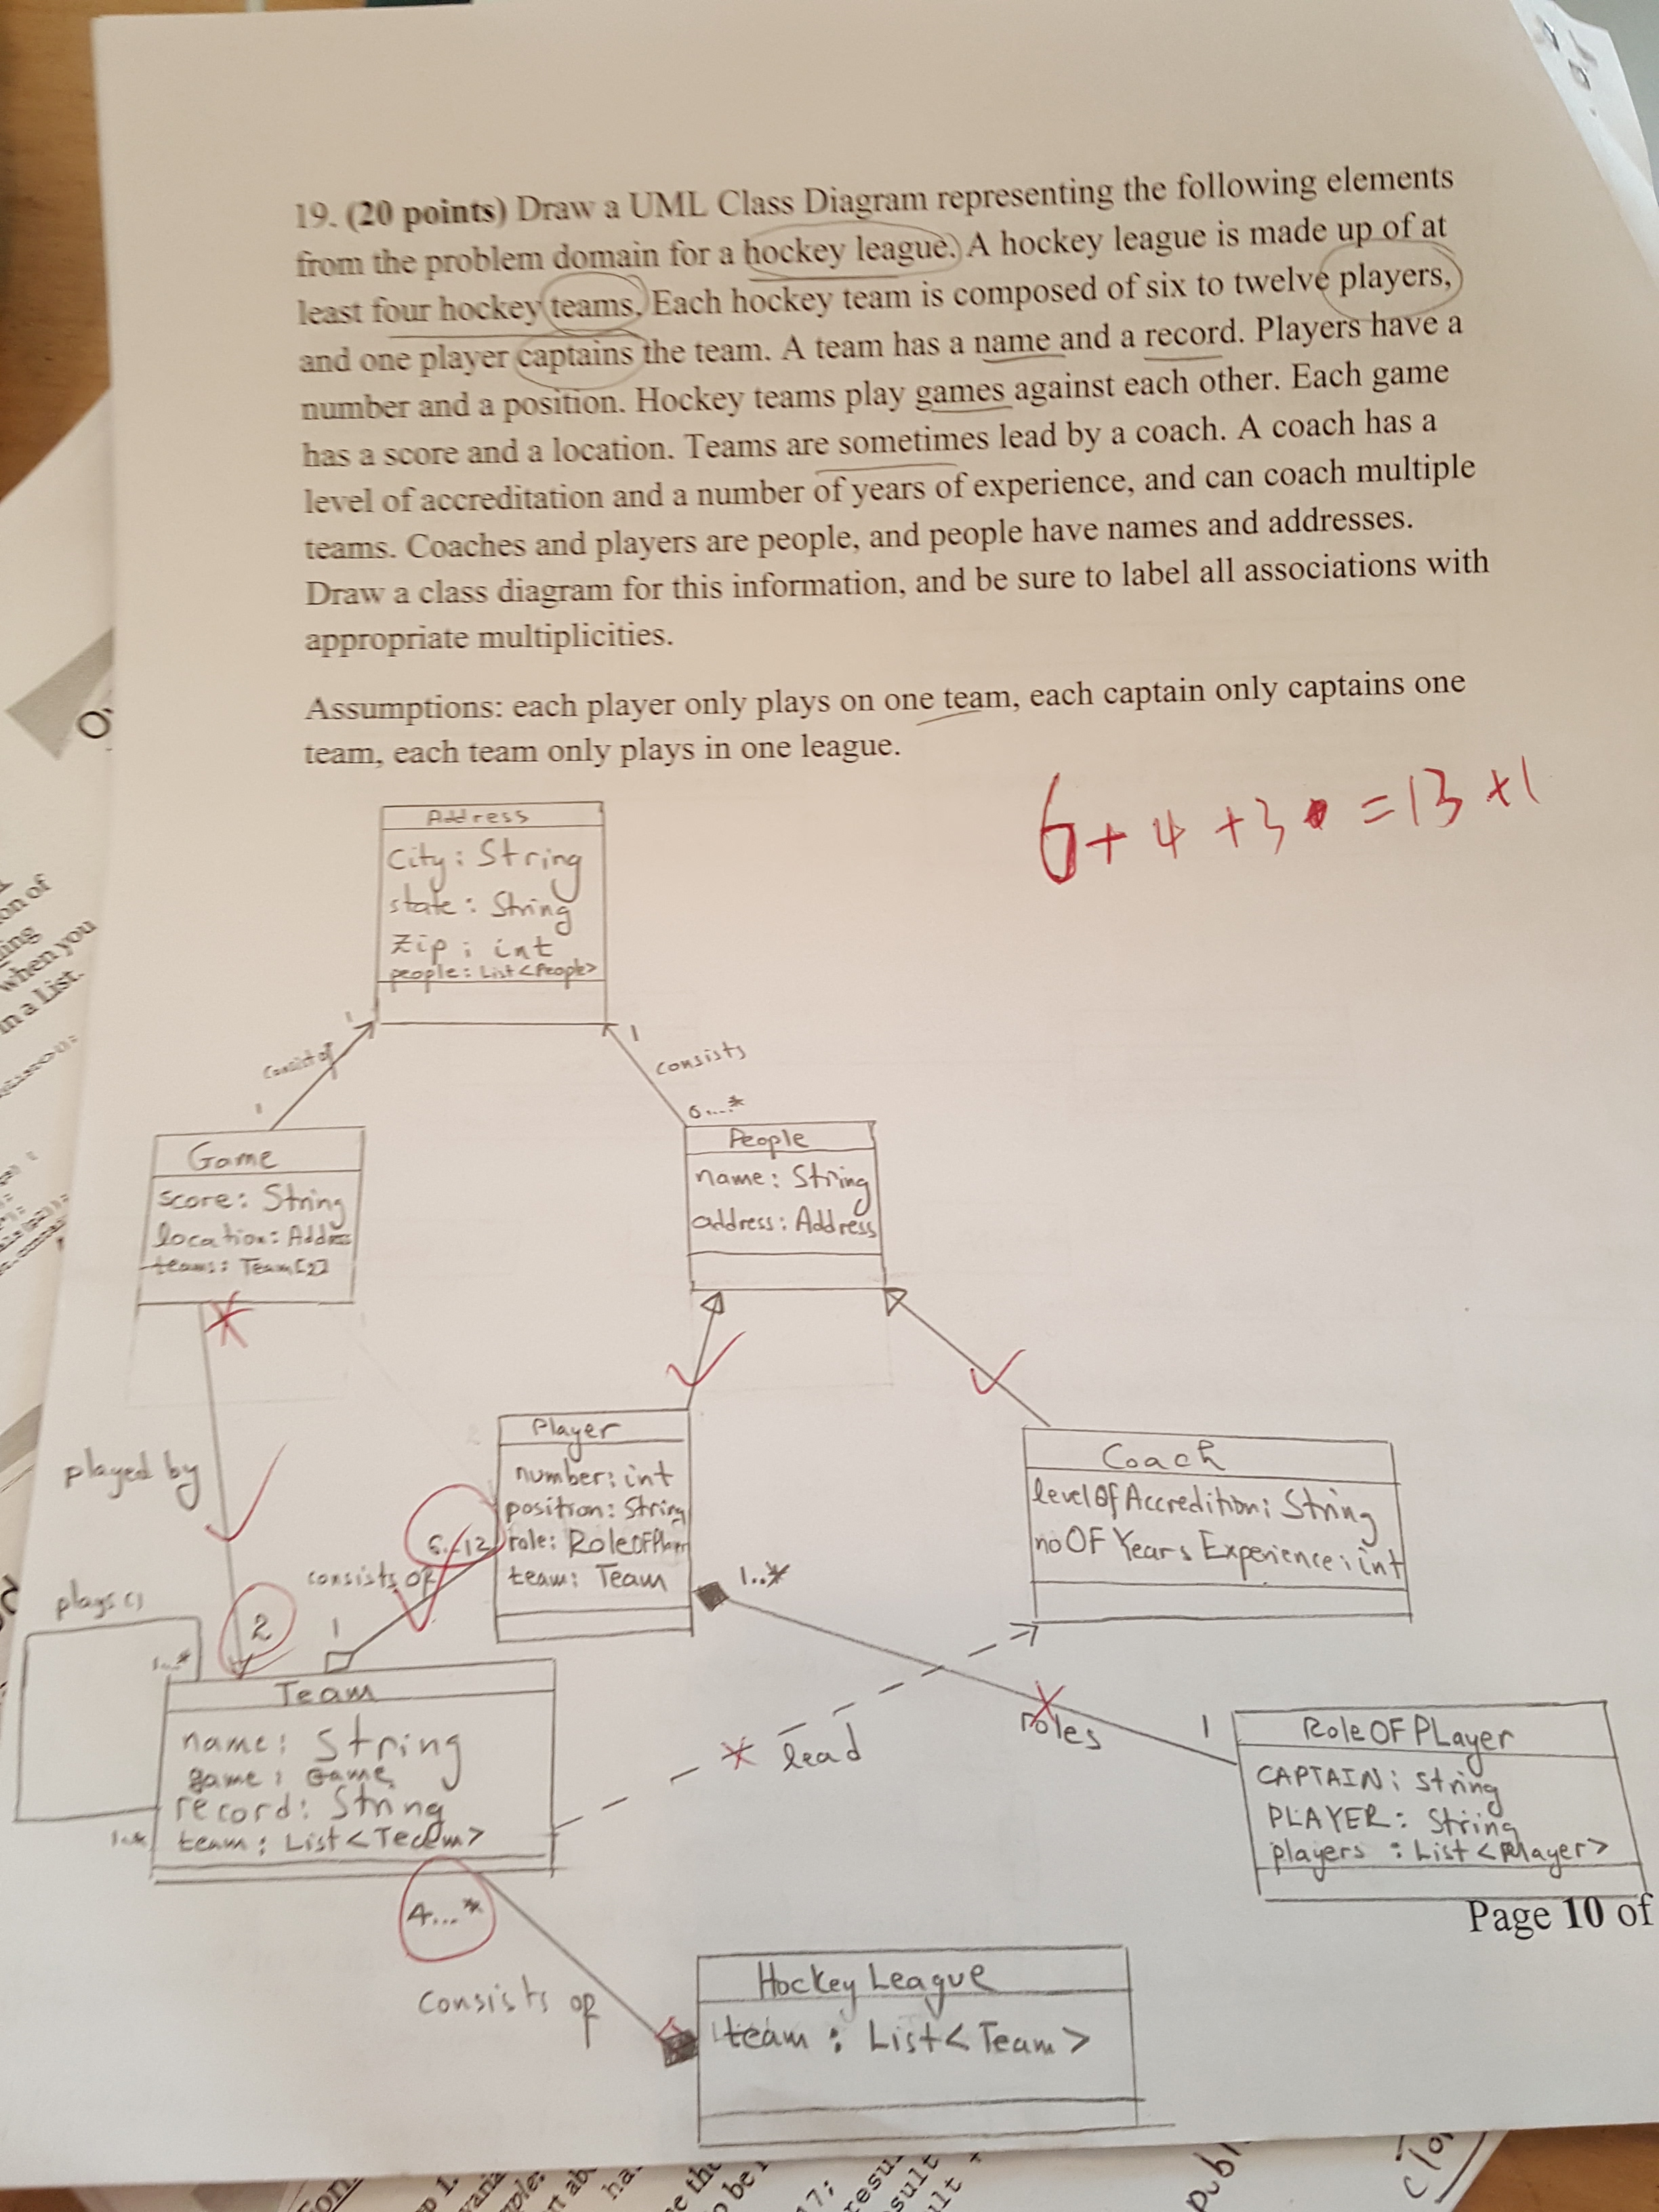 19. (20 points) Draw a UML Class Diagram representing the following elements
from the problem domain for a hockey league. A hockey league is made up of at
least four hockey teams. Each hockey team is composed of six to twelve players,
and one player captains the team. A team has a name and a record. Players have a
number and a position. Hockey teams play games against each other. Each game
has a score and a location. Teams are sometimes lead by a coach. A coach has a
level of accreditation and a number of years of experience, and can coach multiple
teams. Coaches and players are people, and people have names and addresses.
Draw a class diagram for this information, and be sure to label all associations with
appropriate multiplicities.
Assumptions: each player only plays on one team, each captain only captains one
team, each team only plays in one league.
6+4+3 =13 +1
Address
City: String
state: String
Zip: int
people: List<People>
1
1
consists
1
0...*
Game
score: String
location: Address
teams: Team[2]
People
name: String
address: Address
played by
2
Player
number: int
position: String
role: RoleOFPlayer
team: Team
6..12
consists of
1
Coach
levelOfAccredition: String
noOF Years Experience: int
plays()
1...*
Team
name: String
game: Game
record: String
team: List<Team>
1..*
lead
1..*
roles
1
RoleOFPLayer
CAPTAIN: String
PLAYER: String
players : List<Player>
Page 10 of
4...*
consists of
Hockey League
team : List<Team>
on of
ing
when you
in a List.